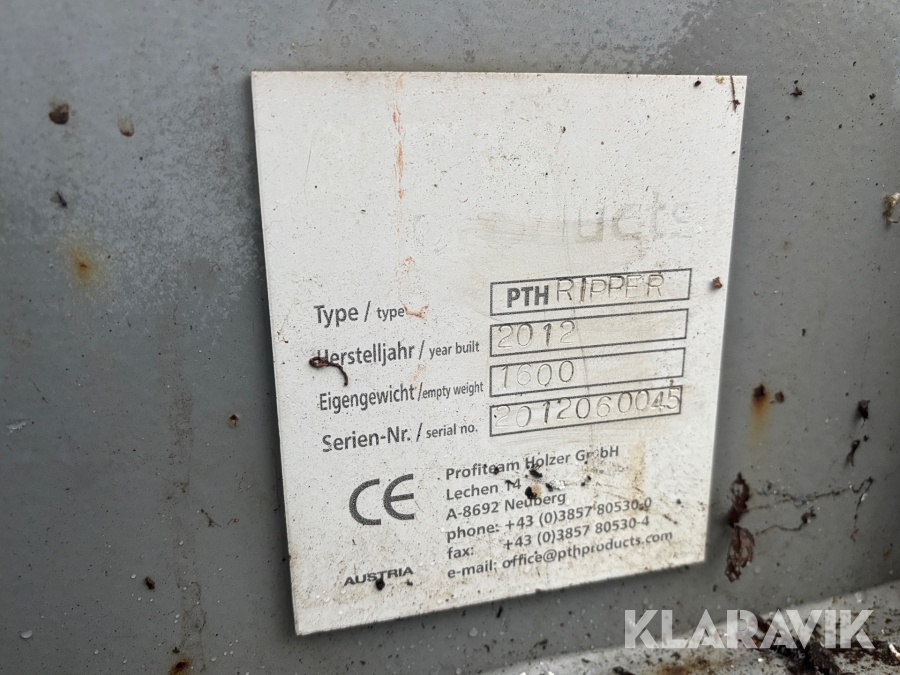 ducts
Type / type PTH RIPPER
Herstelljahr / year built 2012
Eigengewicht / empty weight 1600
Serien-Nr. / serial no. 2012060045
CE
AUSTRIA
Profiteam Holzer GmbH
Lechen 14
A-8692 Neuberg
phone: +43 (0)3857 80530-0
fax: +43 (0)3857 80530-4
e-mail: office@pthproducts.com
KLARAVIK